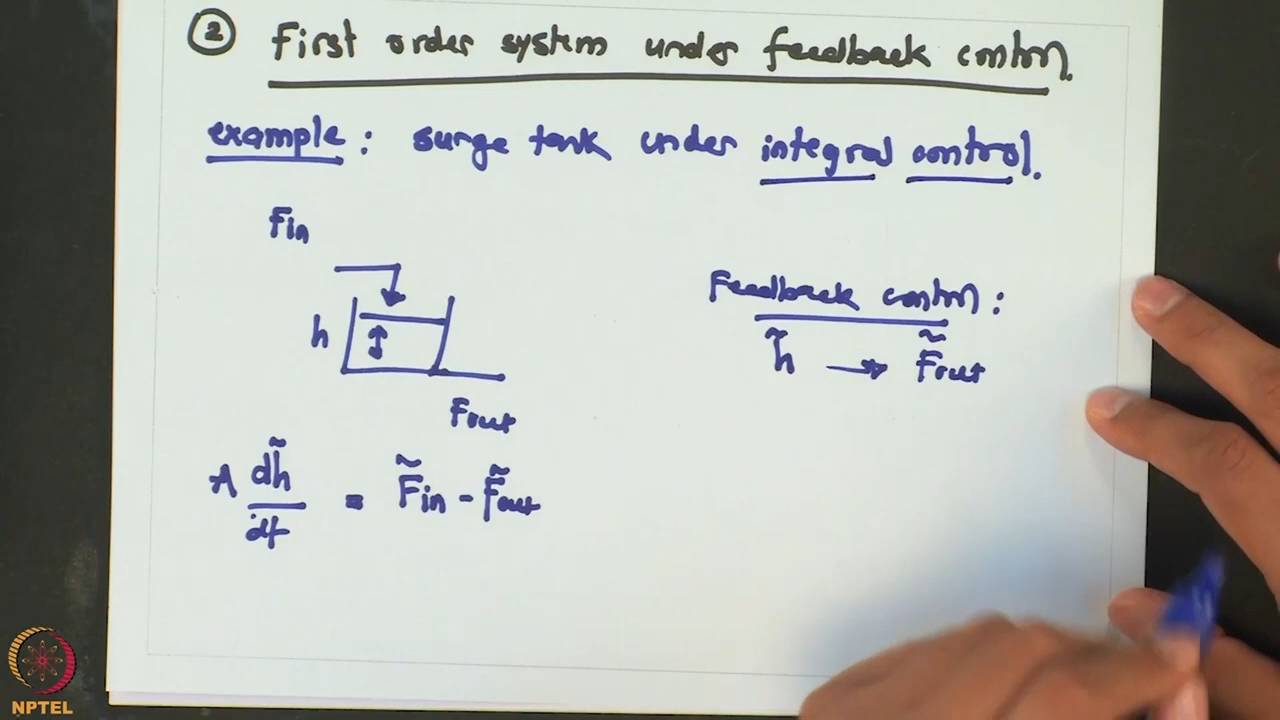 ② First order system under feedback control.
example: surge tank under integral control.
Fin
h
Fout
Feedback control:
h̃ → F̃out
A dh̃/dt = F̃in - F̃out
NPTEL